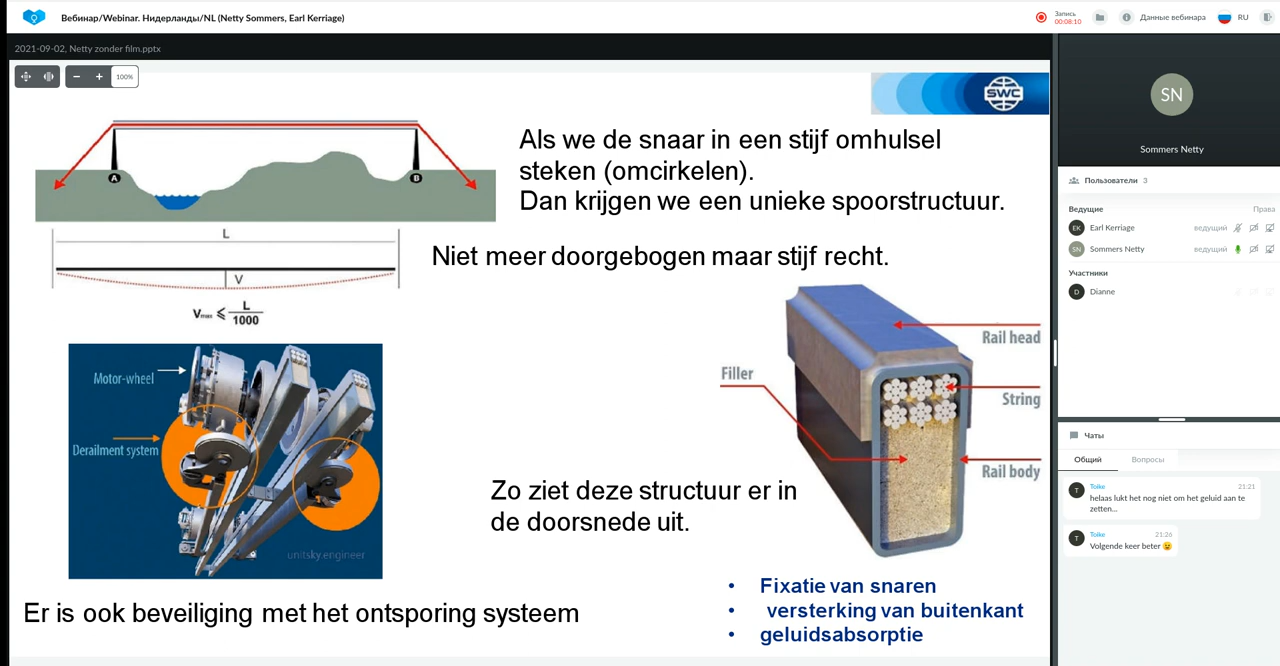 Вебинар/Webinar. Нидерланды/NL (Netty Sommers, Earl Kerriage)
Запись
00:08:10
Данные вебинара
RU
2021-09-02, Netty zonder film.pptx
100%
SWC
Als we de snaar in een stijf omhulsel
steken (omcirkelen).
Dan krijgen we een unieke spoorstructuur.
A
B
L
V
Niet meer doorgebogen maar stijf recht.
Vmax ⩽ L
1000
Motor-wheel
Derailment system
unitsky.engineer
Rail head
Filler
String
Rail body
Zo ziet deze structuur er in
de doorsnede uit.
• Fixatie van snaren
• versterking van buitenkant
• geluidsabsorptie
Er is ook beveiliging met het ontsporing systeem
SN
Sommers Netty
Пользователи 3
Ведущие Права
EK Earl Kerriage ведущий
SN Sommers Netty ведущий
Участники
D Dianne
Чаты
Общий Вопросы
T Toike 21:21
helaas lukt het nog niet om het geluid aan te
zetten...
T Toike 21:26
Volgende keer beter 😉